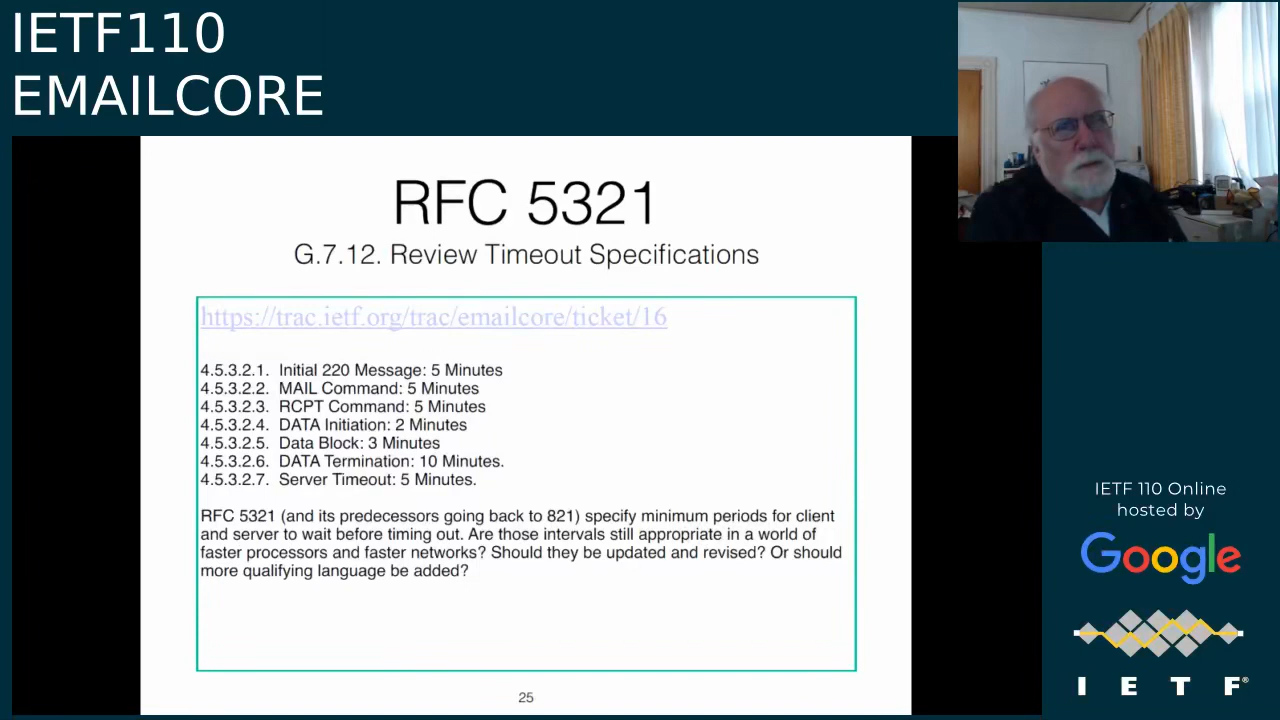 IETF110
EMAILCORE
RFC 5321
G.7.12. Review Timeout Specifications
https://trac.ietf.org/trac/emailcore/ticket/16
4.5.3.2.1. Initial 220 Message: 5 Minutes
4.5.3.2.2. MAIL Command: 5 Minutes
4.5.3.2.3. RCPT Command: 5 Minutes
4.5.3.2.4. DATA Initiation: 2 Minutes
4.5.3.2.5. Data Block: 3 Minutes
4.5.3.2.6. DATA Termination: 10 Minutes.
4.5.3.2.7. Server Timeout: 5 Minutes.
RFC 5321 (and its predecessors going back to 821) specify minimum periods for client
and server to wait before timing out. Are those intervals still appropriate in a world of
faster processors and faster networks? Should they be updated and revised? Or should
more qualifying language be added?
25
IETF 110 Online
hosted by
Google
I E T F®